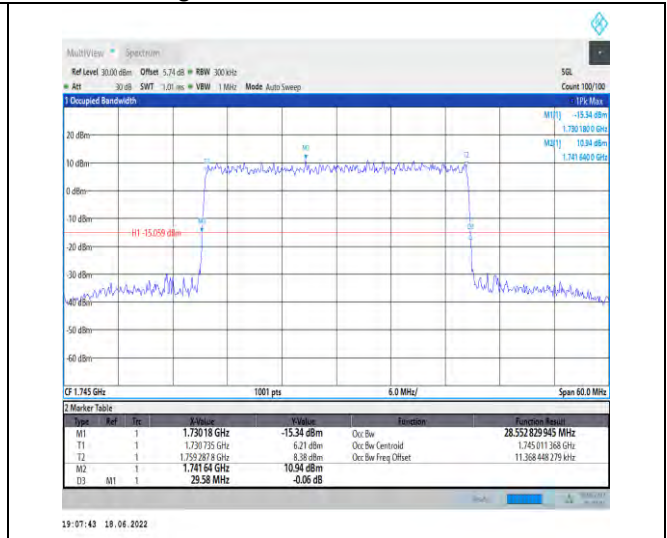 MultiView Spectrum
Ref Level 30.00 dBm Offset 5.74 dB RBW 300 kHz SGL
Att 30 dB SWT 1.01 ms VBW 1 MHz Mode Auto Sweep Count 100/100
1 Occupied Bandwidth 1Pk Max
M1[1] -15.34 dBm
1.730 180 0 GHz
M2[1] 10.94 dBm
1.741 640 0 GHz
20 dBm
10 dBm
0 dBm
-10 dBm
H1 -15.059 dBm
-20 dBm
-30 dBm
-40 dBm
-50 dBm
-60 dBm
CF 1.745 GHz 1001 pts 6.0 MHz/ Span 60.0 MHz
2 Marker Table
Type Ref Trc X-Value Y-Value Function Function Result
M1 1 1.730 18 GHz -15.34 dBm Occ Bw 28.552 829 945 MHz
T1 1 1.730 735 GHz 6.21 dBm Occ Bw Centroid 1.745 011 368 GHz
T2 1 1.759 287 8 GHz 8.38 dBm Occ Bw Freq Offset 11.368 448 279 kHz
M2 1 1.741 64 GHz 10.94 dBm
D3 M1 1 29.58 MHz -0.06 dB
19:07:43 18.06.2022